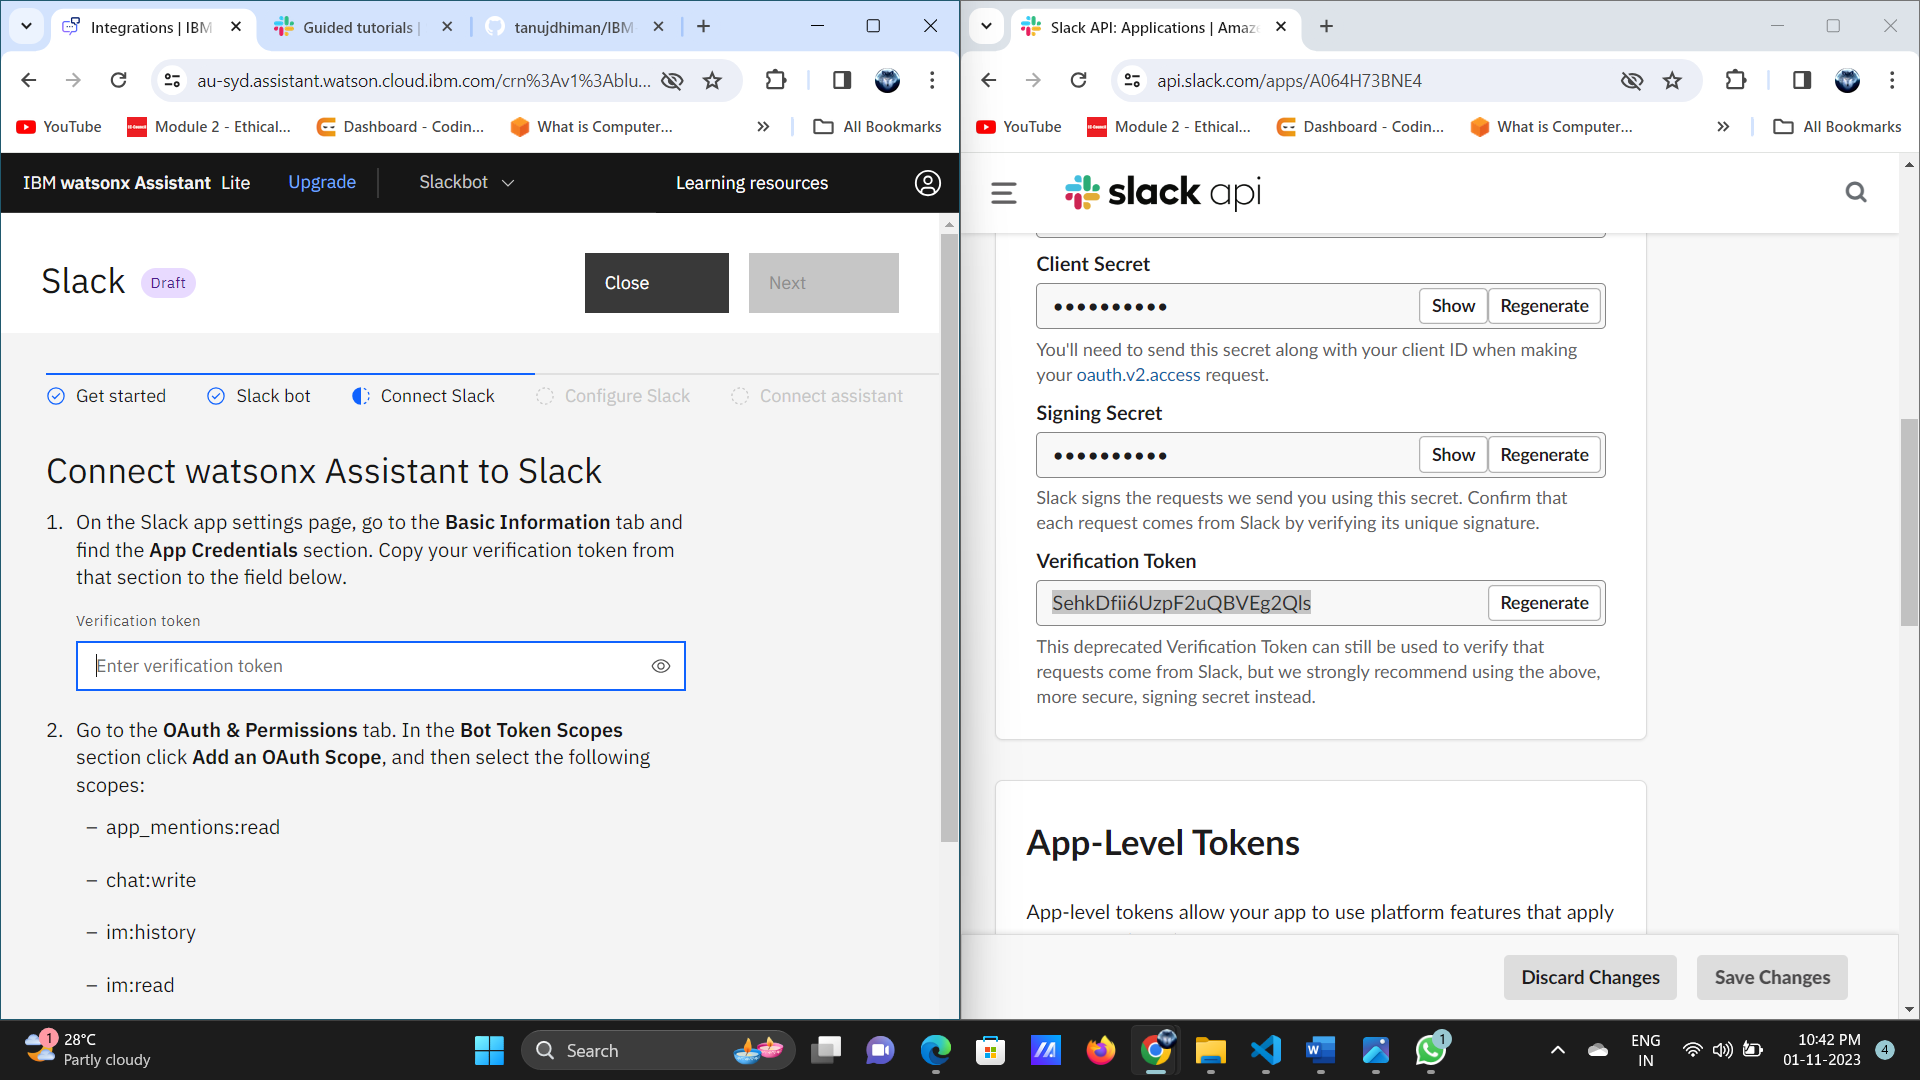 Integrations | IBM
Guided tutorials |
tanujdhiman/IBM
au-syd.assistant.watson.cloud.ibm.com/crn%3Av1%3Ablu...
YouTube
Module 2 - Ethical...
Dashboard - Codin...
What is Computer...
All Bookmarks
IBM watsonx Assistant Lite
Upgrade
Slackbot
Learning resources
Slack
Draft
Close
Next
Get started
Slack bot
Connect Slack
Configure Slack
Connect assistant
Connect watsonx Assistant to Slack
1. On the Slack app settings page, go to the Basic Information tab and
find the App Credentials section. Copy your verification token from
that section to the field below.
Verification token
Enter verification token
2. Go to the OAuth & Permissions tab. In the Bot Token Scopes
section click Add an OAuth Scope, and then select the following
scopes:
– app_mentions:read
– chat:write
– im:history
– im:read
Slack API: Applications | Amaz
api.slack.com/apps/A064H73BNE4
YouTube
Module 2 - Ethical...
Dashboard - Codin...
What is Computer...
All Bookmarks
slack api
Client Secret
••••••••••
Show
Regenerate
You'll need to send this secret along with your client ID when making
your oauth.v2.access request.
Signing Secret
••••••••••
Show
Regenerate
Slack signs the requests we send you using this secret. Confirm that
each request comes from Slack by verifying its unique signature.
Verification Token
SehkDfii6UzpF2uQBVEg2Qls
Regenerate
This deprecated Verification Token can still be used to verify that
requests come from Slack, but we strongly recommend using the above,
more secure, signing secret instead.
App-Level Tokens
App-level tokens allow your app to use platform features that apply
Discard Changes
Save Changes
1
28°C
Partly cloudy
Search
1
ENG
IN
10:42 PM
01-11-2023
4